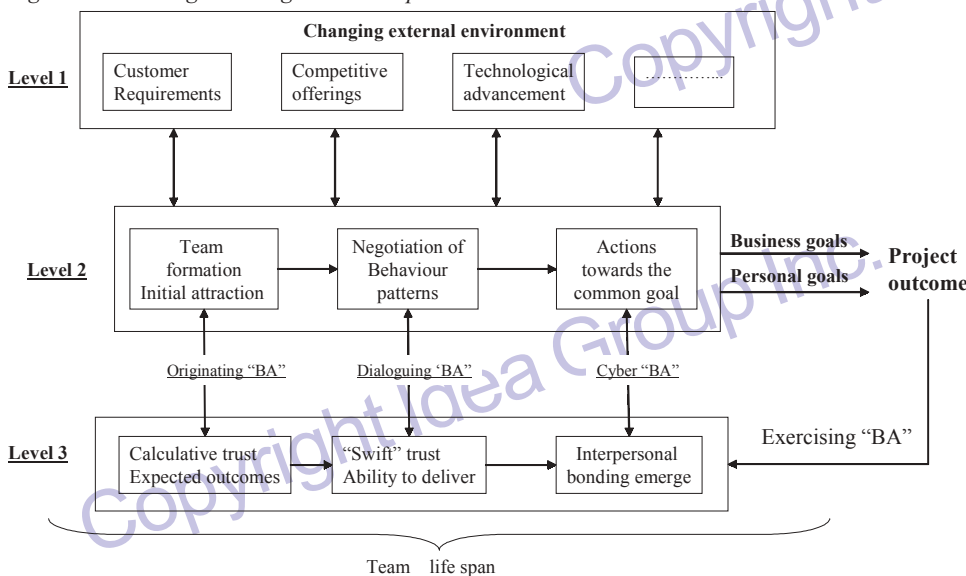 Changing external environment
Level 1
Customer
Requirements
Competitive
offerings
Technological
advancement
……………
Level 2
Team
formation
Initial attraction
Negotiation of
Behaviour
patterns
Actions
towards the
common goal
Business goals
Personal goals
Project
outcome
Originating “BA”
Dialoguing ‘BA”
Cyber “BA”
Exercising “BA”
Level 3
Calculative trust
Expected outcomes
“Swift” trust
Ability to deliver
Interpersonal
bonding emerge
Team life span
Copyright Idea Group Inc.
Copyright